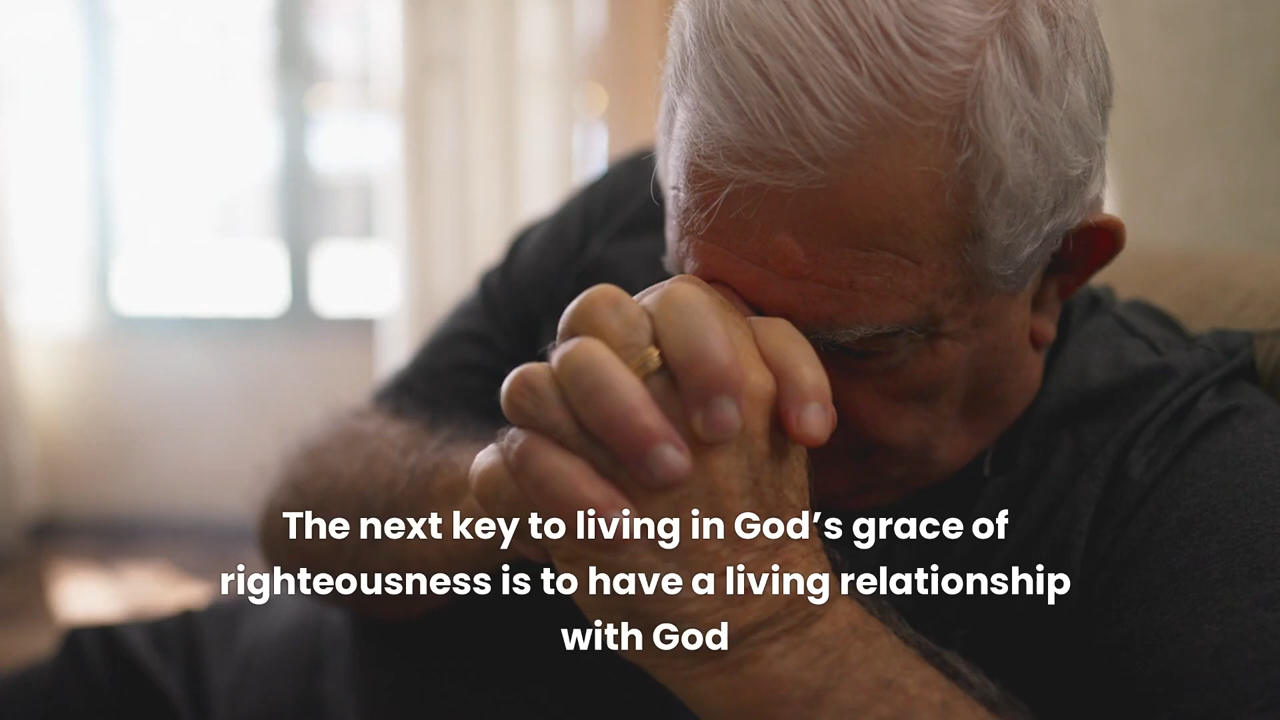 The next key to living in God’s grace of
righteousness is to have a living relationship
with God